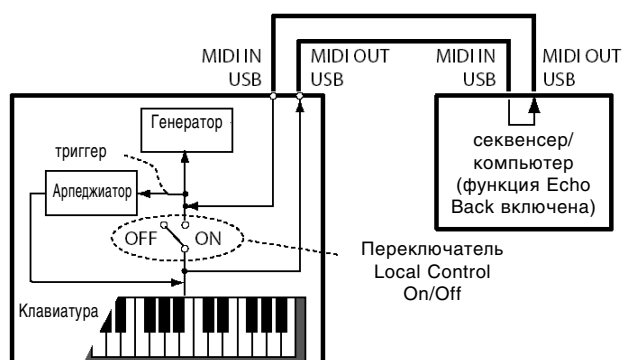 MIDI IN
USB
MIDI OUT
USB
MIDI IN
USB
MIDI OUT
USB
Генератор
триггер
Арпеджиатор
OFF
ON
Клавиатура
секвенсер/
компьютер
(функция Echo
Back включена)
Переключатель
Local Control
On/Off